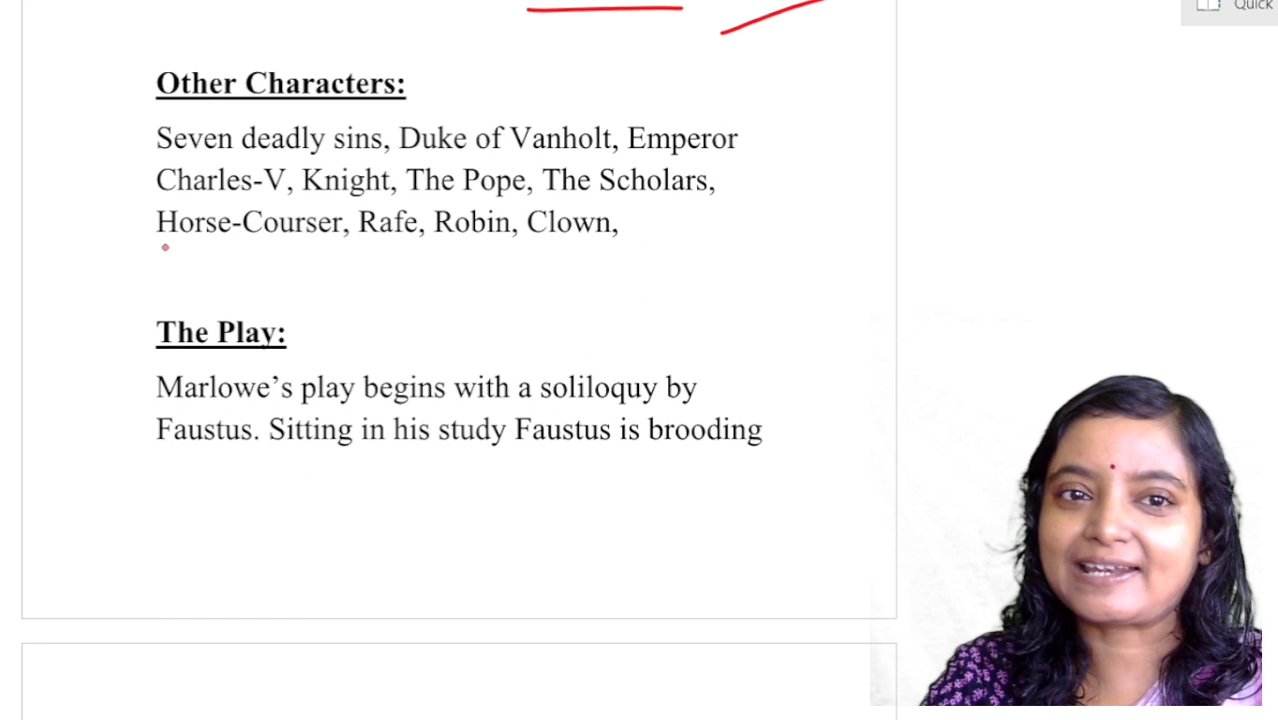 Quick
Other Characters:
Seven deadly sins, Duke of Vanholt, Emperor
Charles-V, Knight, The Pope, The Scholars,
Horse-Courser, Rafe, Robin, Clown,
The Play:
Marlowe’s play begins with a soliloquy by
Faustus. Sitting in his study Faustus is brooding